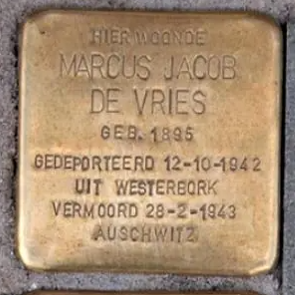 HIER WOONDE
MARCUS JACOB
DE VRIES
GEB. 1895
GEDEPORTEERD 12-10-1942
UIT WESTERBORK
VERMOORD 28-2-1943
AUSCHWITZ